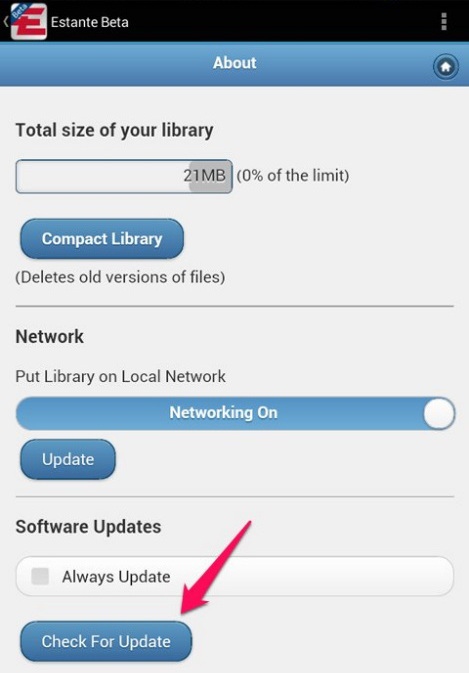 Beta
E
Estante Beta
About
Total size of your library
21MB (0% of the limit)
Compact Library
(Deletes old versions of files)
Network
Put Library on Local Network
Networking On
Update
Software Updates
Always Update
Check For Update